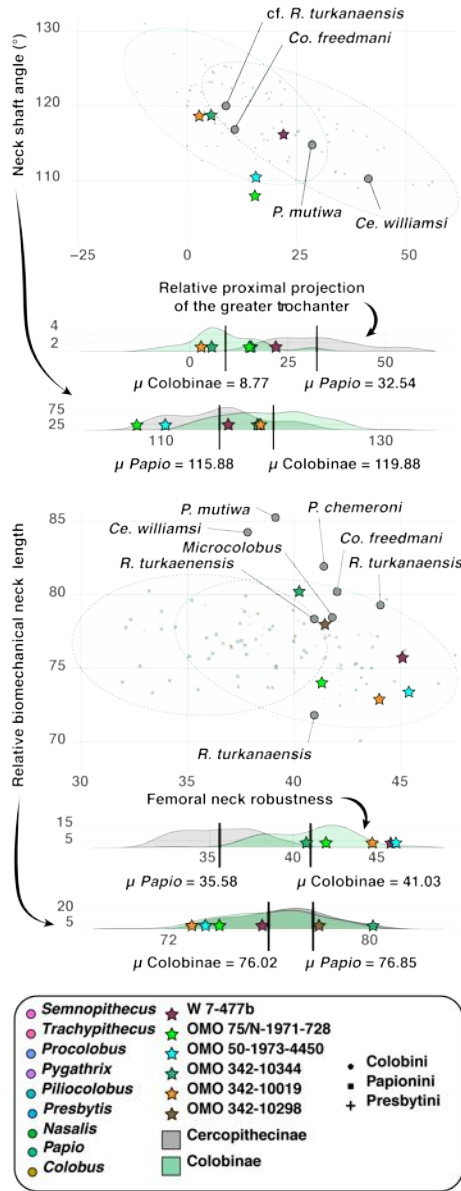 130
cf. R. turkanaensis
Co. freedmani
Neck shaft angle (°)
120
110
P. mutiwa
Ce. williamsi
−25
0
25
50
Relative proximal projection
of the greater trochanter
4
2
0
25
50
μ Colobinae = 8.77
μ Papio = 32.54
75
25
110
130
μ Papio = 115.88
μ Colobinae = 119.88
Relative biomechanical neck length
85
P. mutiwa
P. chemeroni
Ce. williamsi
Co. freedmani
Microcolobus
R. turkaenensis
R. turkanaensis
80
75
70
R. turkanaensis
30
35
40
45
Femoral neck robustness
15
5
35
40
45
μ Papio = 35.58
μ Colobinae = 41.03
20
5
72
80
μ Colobinae = 76.02
μ Papio = 76.85
Semnopithecus
Trachypithecus
Procolobus
Pygathrix
Piliocolobus
Presbytis
Nasalis
Papio
Colobus
W 7-477b
OMO 75/N-1971-728
OMO 50-1973-4450
OMO 342-10344
OMO 342-10019
OMO 342-10298
Cercopithecinae
Colobinae
Colobini
Papionini
Presbytini